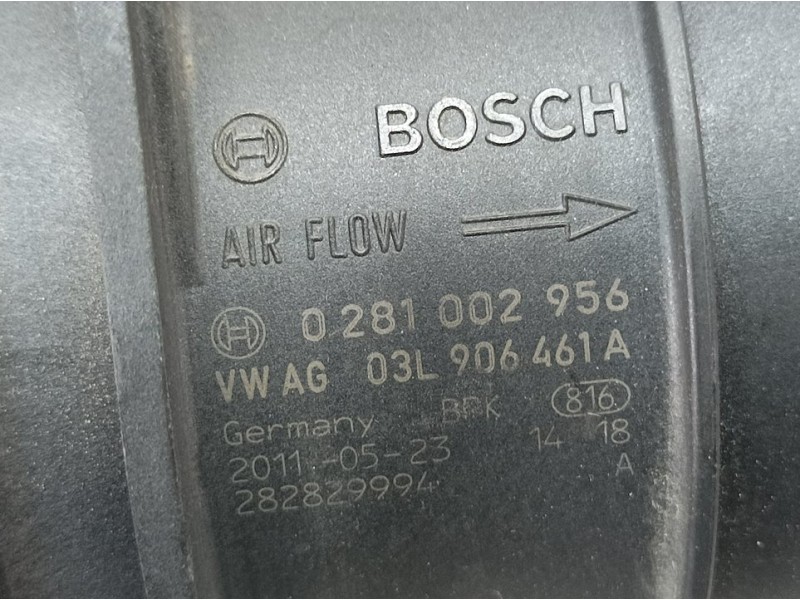 BOSCH
AIR FLOW
0 281 002 956
VW AG 03L 906 461 A
Germany 816
2011-05-23 14 18
282829994 A